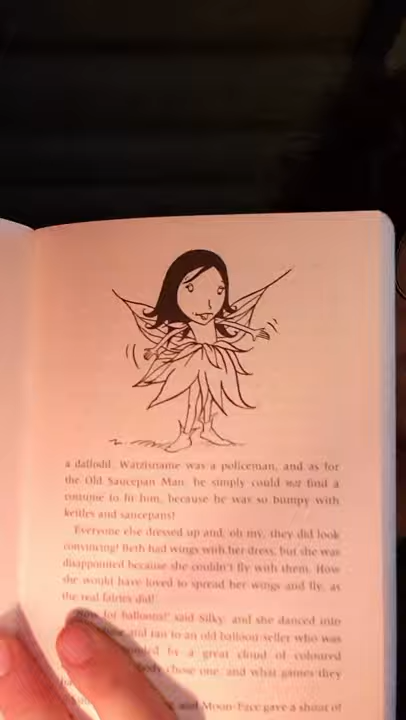 a daffodil. Watzisname was a policeman, and as for
the Old Saucepan Man, he simply could not find a
costume to fit him, because he was so bumpy with
kettles and saucepans!
Everyone else dressed up and, oh my, they did look
convincing! Beth had wings with her dress, but she was
disappointed because she couldn't fly with them. How
she would have loved to spread her wings and fly, as
the real fairies did!
'Now for balloons!' said Silky, and she danced into
and ran to an old balloon-seller who was
by a great cloud of coloured
chose one, and what games they
and Moon-Face gave a shout of